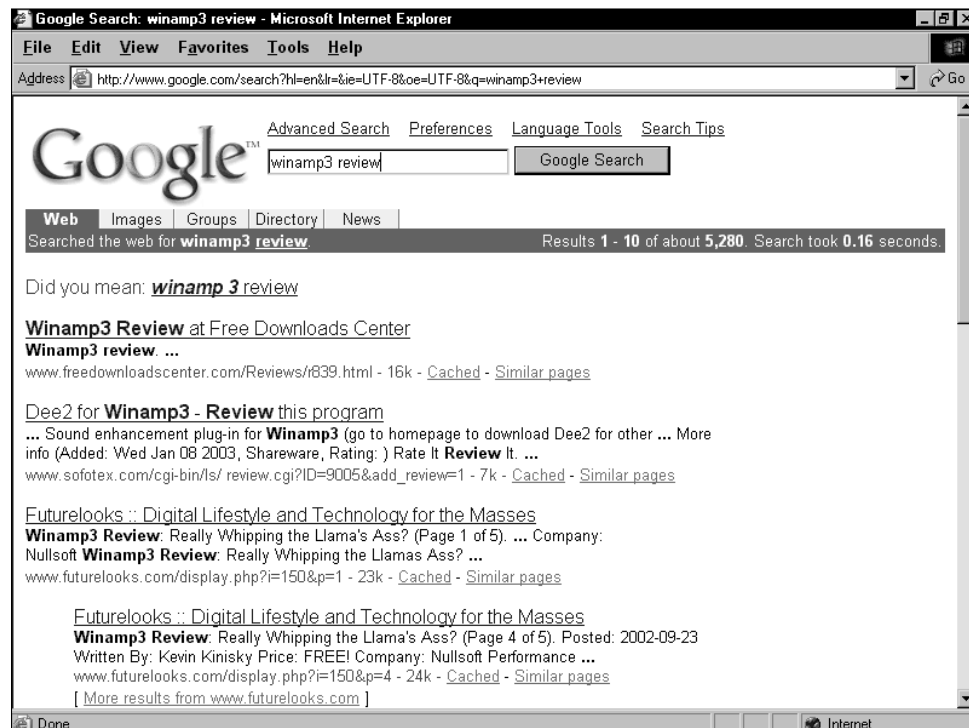 Google Search: winamp3 review - Microsoft Internet Explorer
File Edit View Favorites Tools Help
Address http://www.google.com/search?hl=en&lr=&ie=UTF-8&oe=UTF-8&q=winamp3+review Go
Advanced Search Preferences Language Tools Search Tips
Google™ winamp3 review Google Search
Web Images Groups Directory News
Searched the web for winamp3 review. Results 1 - 10 of about 5,280. Search took 0.16 seconds.
Did you mean: winamp 3 review
Winamp3 Review at Free Downloads Center
Winamp3 review. ...
www.freedownloadscenter.com/Reviews/r839.html - 16k - Cached - Similar pages
Dee2 for Winamp3 - Review this program
... Sound enhancement plug-in for Winamp3 (go to homepage to download Dee2 for other ... More
info (Added: Wed Jan 08 2003, Shareware, Rating: ) Rate It Review It. ...
www.sofotex.com/cgi-bin/ls/ review.cgi?ID=9005&add_review=1 - 7k - Cached - Similar pages
Futurelooks :: Digital Lifestyle and Technology for the Masses
Winamp3 Review: Really Whipping the Llama's Ass? (Page 1 of 5). ... Company:
Nullsoft Winamp3 Review: Really Whipping the Llamas Ass? ...
www.futurelooks.com/display.php?i=150&p=1 - 23k - Cached - Similar pages
Futurelooks :: Digital Lifestyle and Technology for the Masses
Winamp3 Review: Really Whipping the Llama's Ass? (Page 4 of 5). Posted: 2002-09-23
Written By: Kevin Kinisky Price: FREE! Company: Nullsoft Performance ...
www.futurelooks.com/display.php?i=150&p=4 - 24k - Cached - Similar pages
[ More results from www.futurelooks.com ]
Done Internet